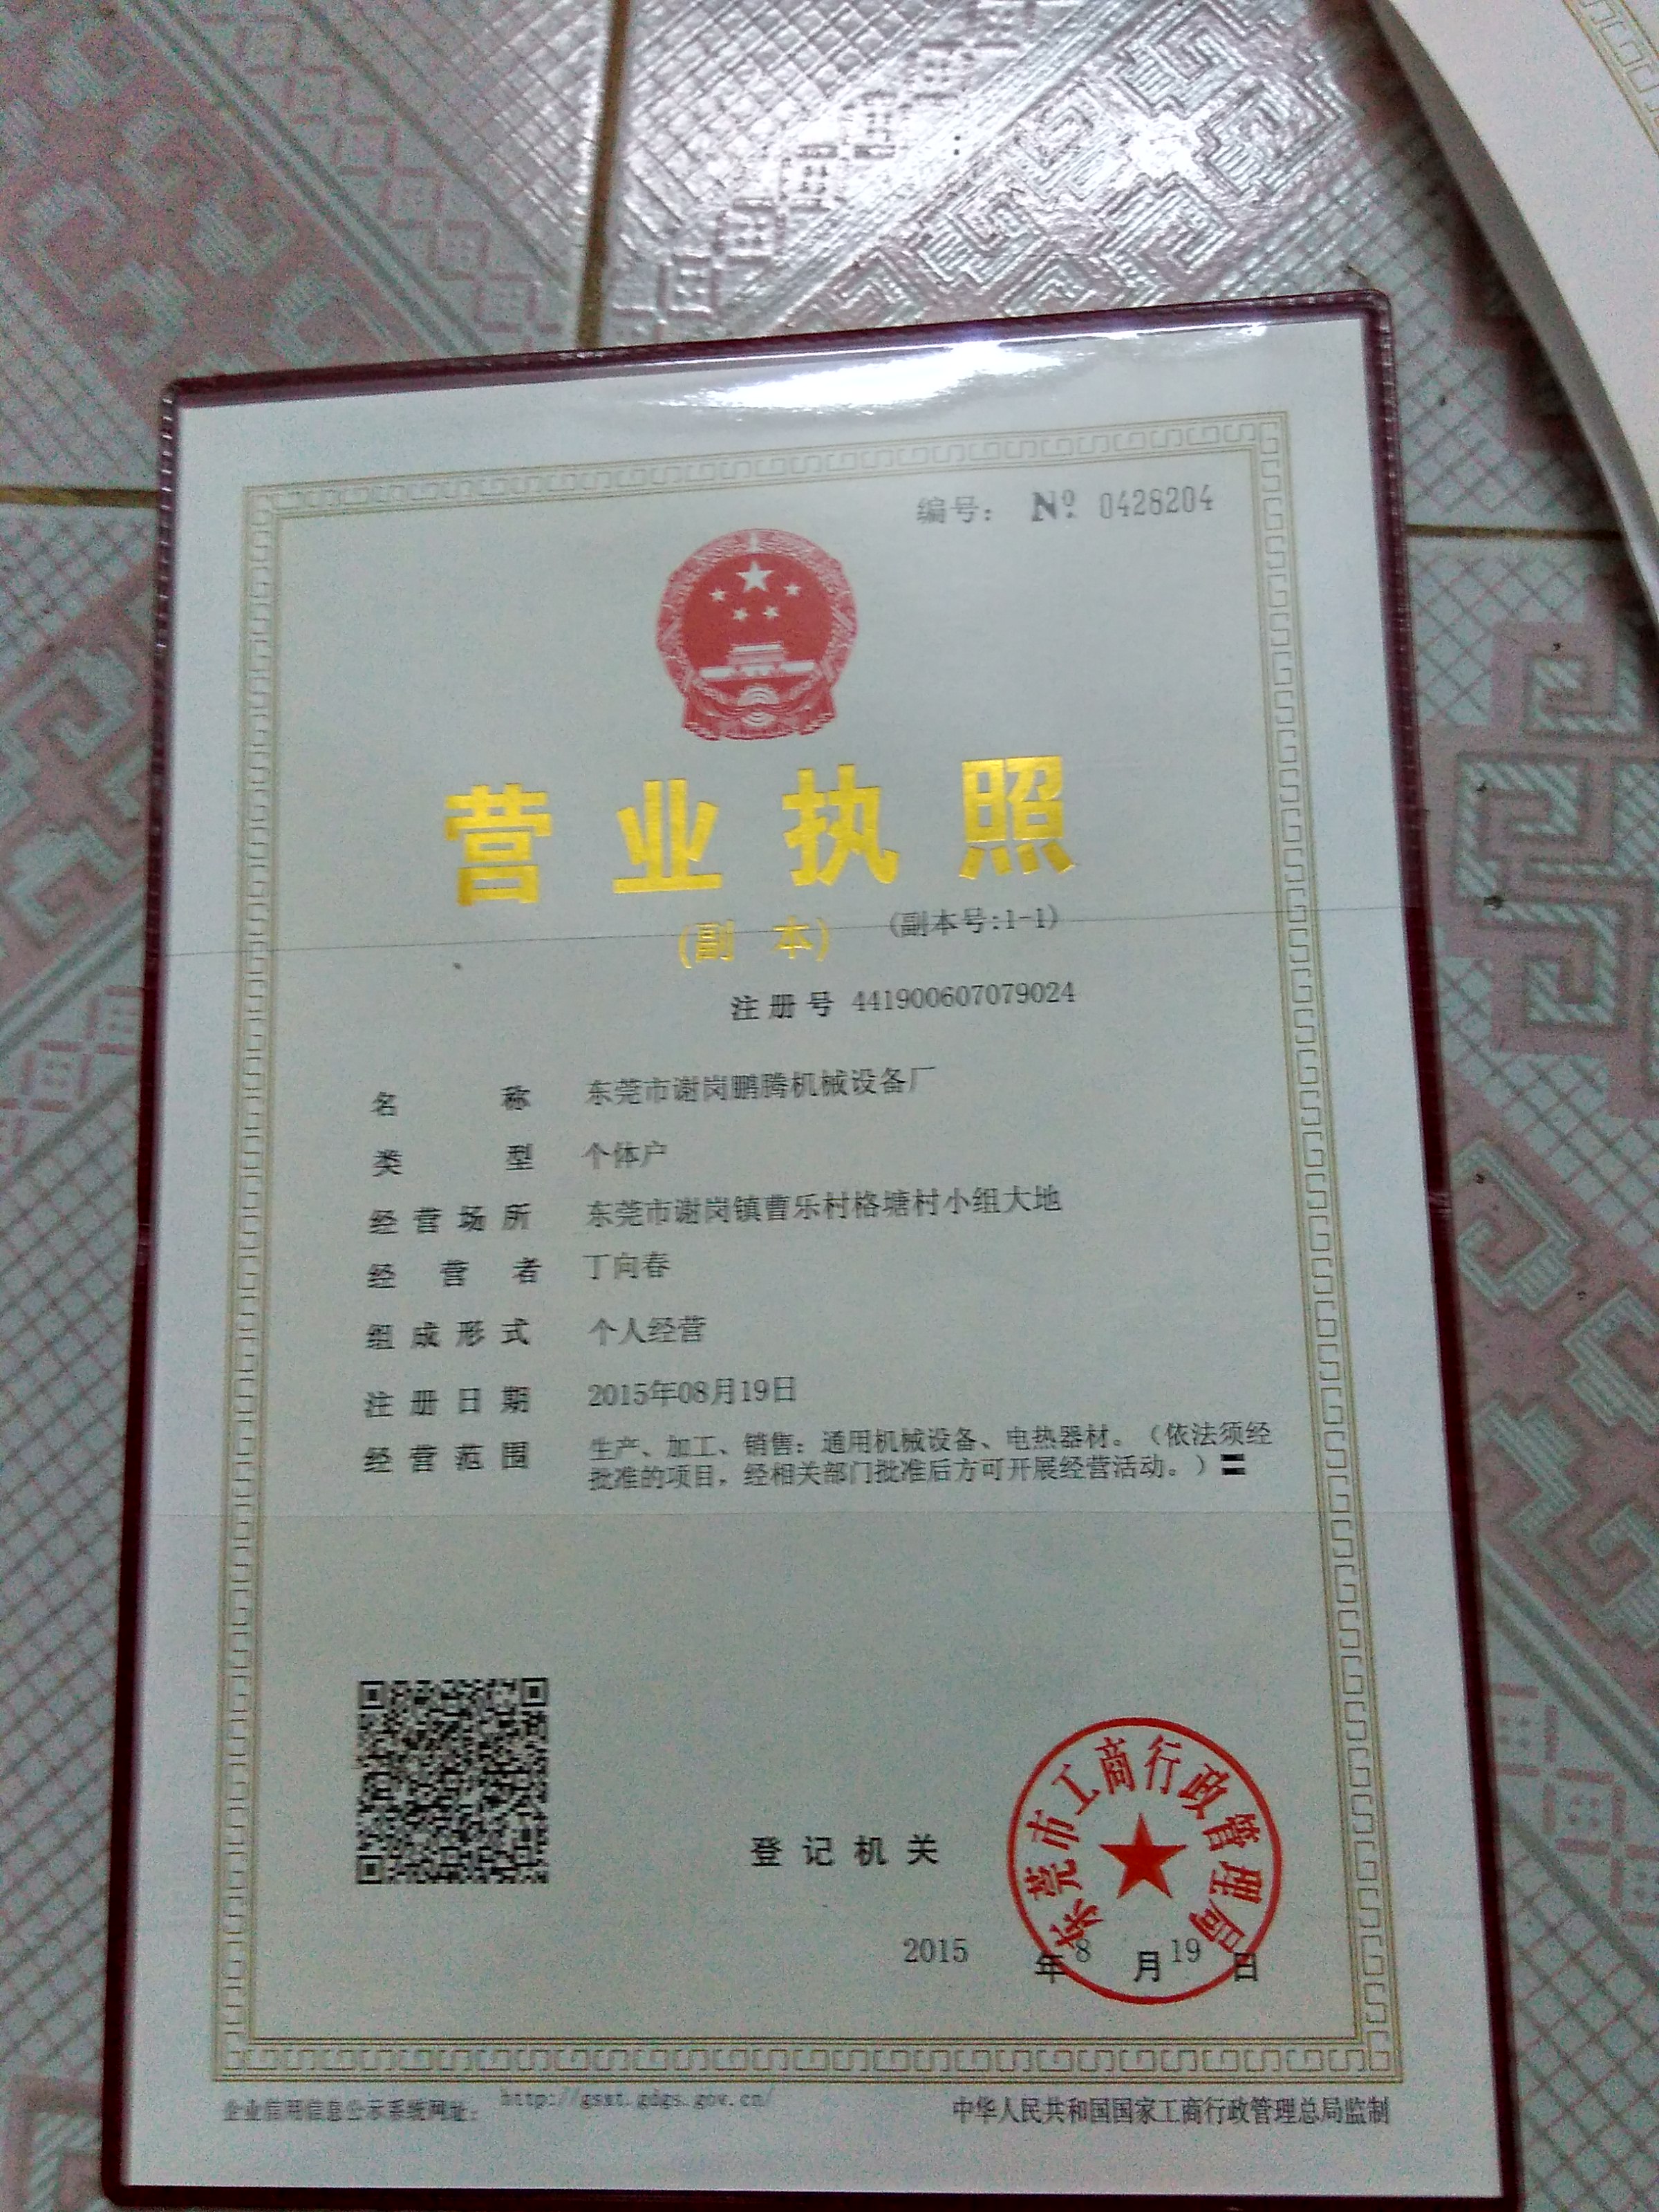 编号： № 0428204
营业执照
(副 本) (副本号:1-1)
注册号 441900607079024
名称 东莞市谢岗鹏腾机械设备厂
类型 个体户
经营场所 东莞市谢岗镇曹乐村格塘村小组大地
经营者 丁向春
组成形式 个人经营
注册日期 2015年08月19日
经营范围 生产、加工、销售：通用机械设备、电热器材。（依法须经
批准的项目，经相关部门批准后方可开展经营活动。）〓
东莞市工商行政管理局
登记机关
2015 年 8 月 19 日
企业信用信息公示系统网址： http://gsxt.gdgs.gov.cn/
中华人民共和国国家工商行政管理总局监制